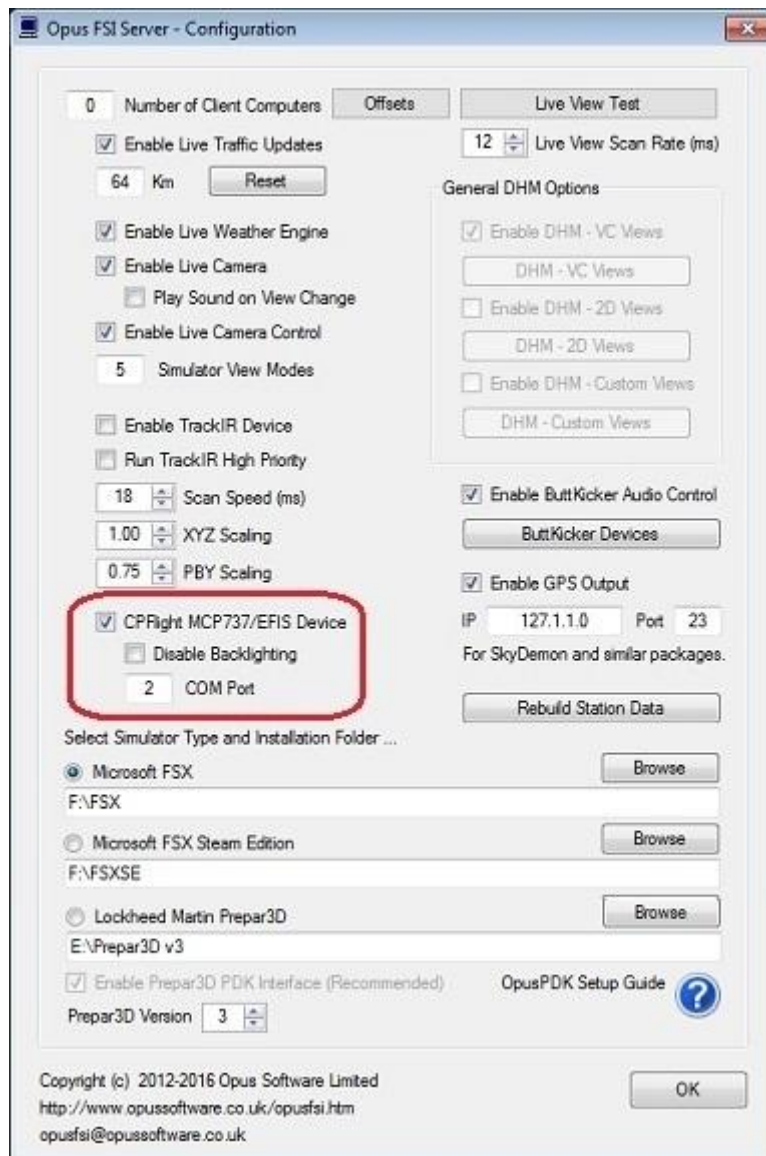 Opus FSI Server - Configuration
0 Number of Client Computers Offsets Live View Test
Enable Live Traffic Updates
12 Live View Scan Rate (ms)
64 Km Reset
General DHM Options
Enable Live Weather Engine
Enable DHM - VC Views
Enable Live Camera
DHM - VC Views
Play Sound on View Change
Enable DHM - 2D Views
Enable Live Camera Control
DHM - 2D Views
5 Simulator View Modes
Enable DHM - Custom Views
Enable TrackIR Device
DHM - Custom Views
Run TrackIR High Priority
18 Scan Speed (ms)
Enable ButtKicker Audio Control
1.00 XYZ Scaling
ButtKicker Devices
0.75 PBY Scaling
Enable GPS Output
CPFlight MCP737/EFIS Device
IP 127.1.1.0 Port 23
Disable Backlighting
For SkyDemon and similar packages.
2 COM Port
Rebuild Station Data
Select Simulator Type and Installation Folder ...
Microsoft FSX Browse
F:\FSX
Microsoft FSX Steam Edition Browse
F:\FSXSE
Lockheed Martin Prepar3D Browse
E:\Prepar3D v3
Enable Prepar3D PDK Interface (Recommended) OpusPDK Setup Guide ?
Prepar3D Version 3
Copyright (c) 2012-2016 Opus Software Limited
OK
http://www.opussoftware.co.uk/opusfsi.htm
opusfsi@opussoftware.co.uk